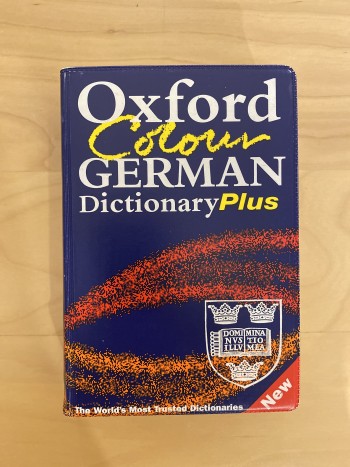 Oxford
Colour
GERMAN
DictionaryPlus
DOMI MINA
NVS TIO
ILLV MEA
New
The World's Most Trusted Dictionaries